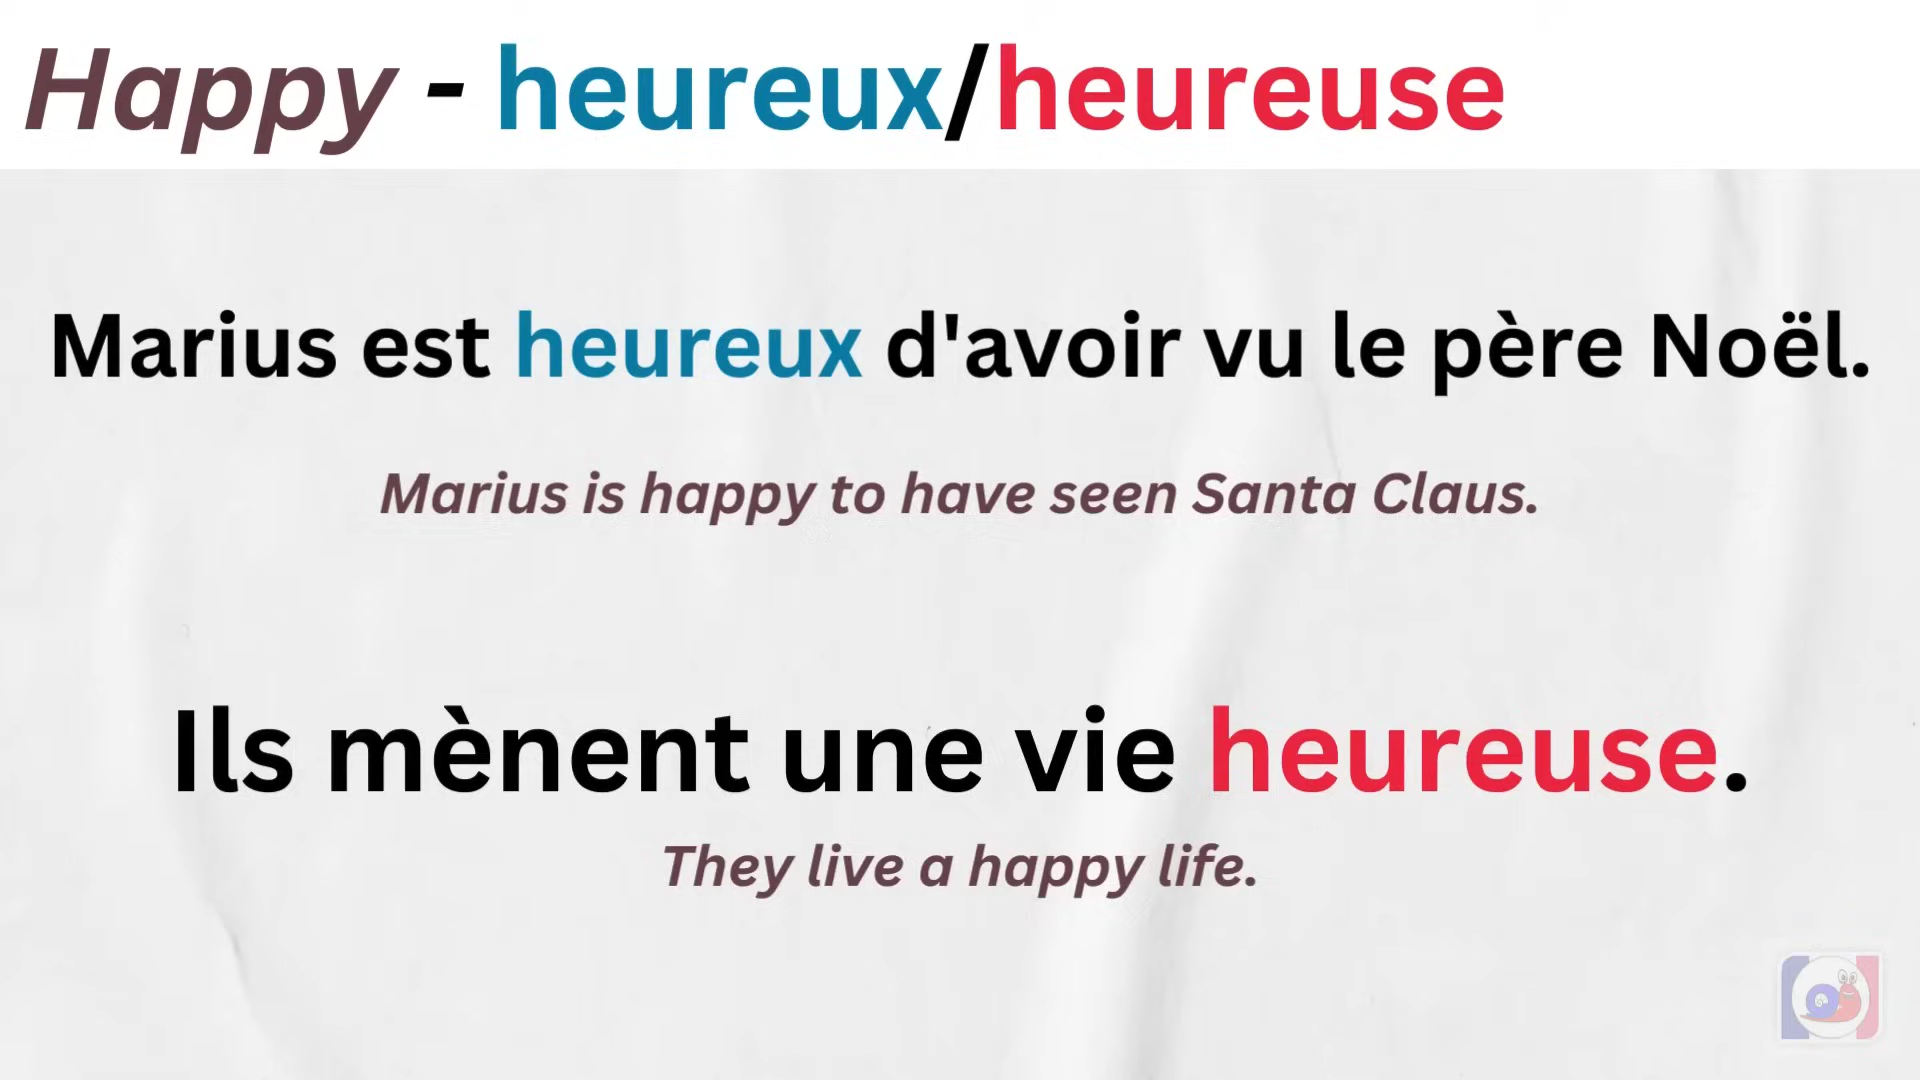 Happy - heureux/heureuse
Marius est heureux d'avoir vu le père Noël.
Marius is happy to have seen Santa Claus.
Ils mènent une vie heureuse.
They live a happy life.